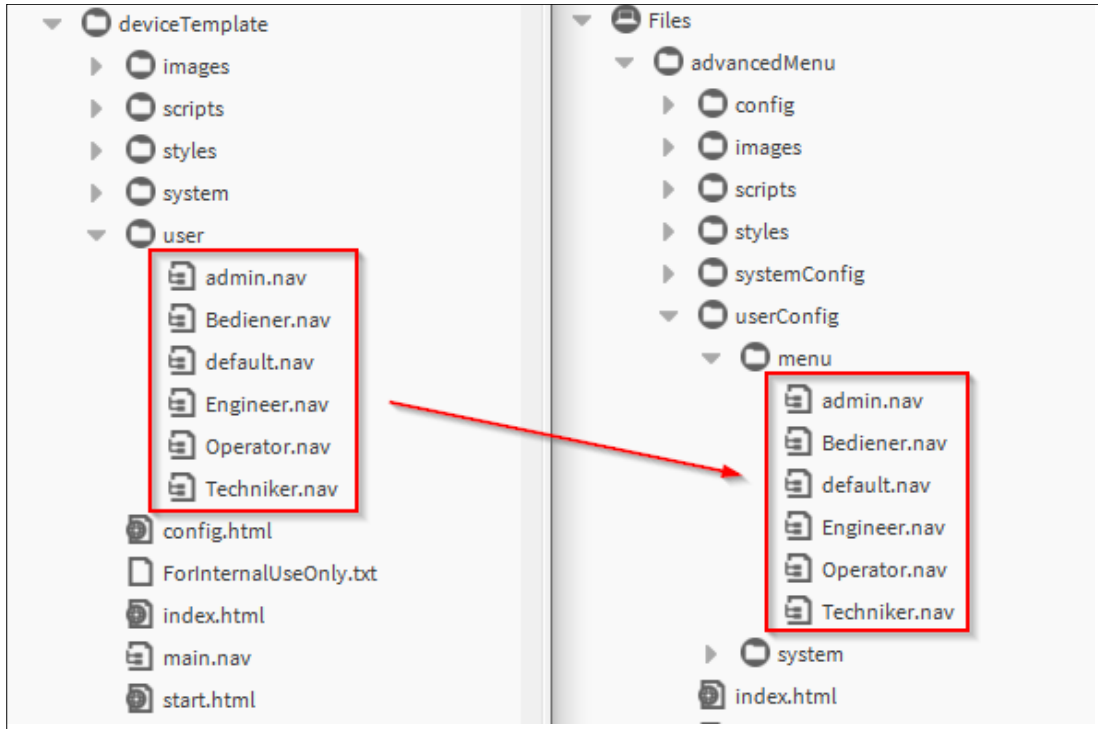 deviceTemplate
images
scripts
styles
system
user
admin.nav
Bediener.nav
default.nav
Engineer.nav
Operator.nav
Techniker.nav
config.html
ForInternalUseOnly.txt
index.html
main.nav
start.html
Files
advancedMenu
config
images
scripts
styles
systemConfig
userConfig
menu
admin.nav
Bediener.nav
default.nav
Engineer.nav
Operator.nav
Techniker.nav
system
index.html